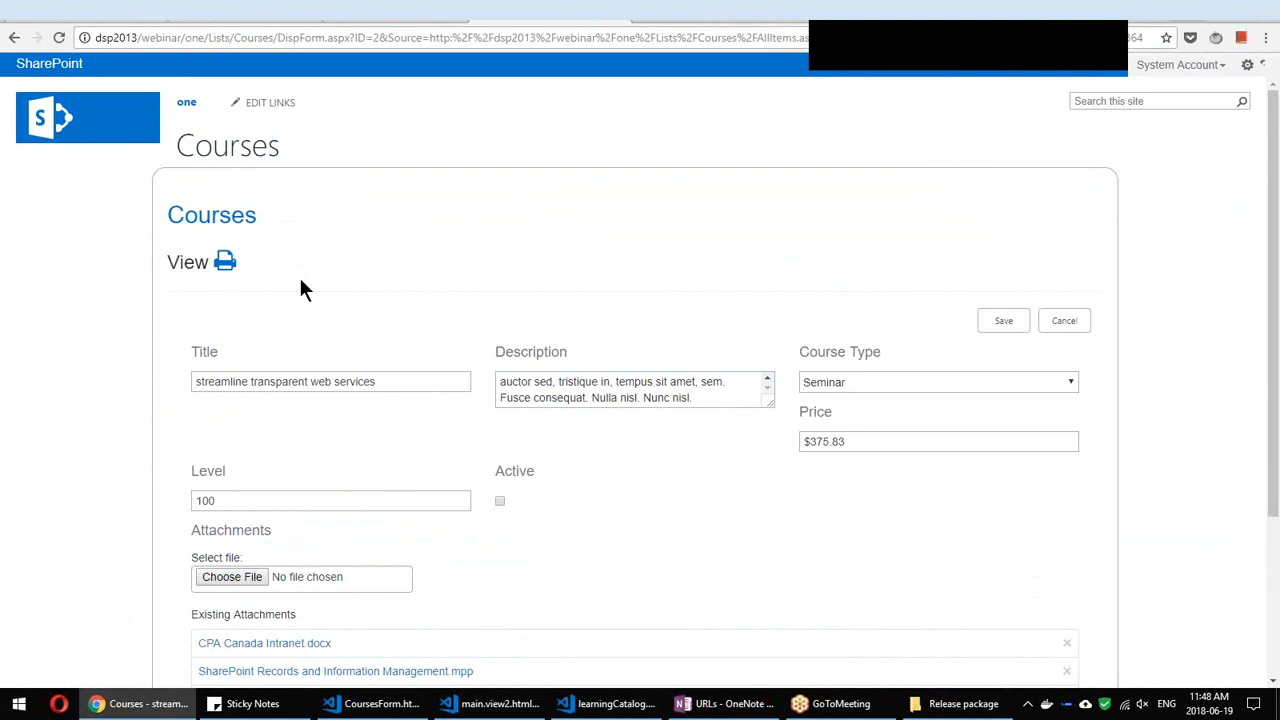 dsp2013/webinar/one/Lists/Courses/DispForm.aspx?ID=2&Source=http:%2F%2Fdsp2013%2Fwebinar%2Fone%2FLists%2FCourses%2FAllItems.as
364
SharePoint
System Account
one
EDIT LINKS
Search this site
Courses
Courses
View
Save
Cancel
Title
Description
Course Type
streamline transparent web services
auctor sed, tristique in, tempus sit amet, sem.
Fusce consequat. Nulla nisl. Nunc nisl.
Seminar
Price
$375.83
Level
Active
100
Attachments
Select file:
Choose File No file chosen
Existing Attachments
CPA Canada Intranet.docx
SharePoint Records and Information Management.mpp
Courses - stream...
Sticky Notes
CoursesForm.ht...
main.view2.html...
learningCatalog....
URLs - OneNote ...
GoToMeeting
Release package
ENG
11:48 AM
2018-06-19